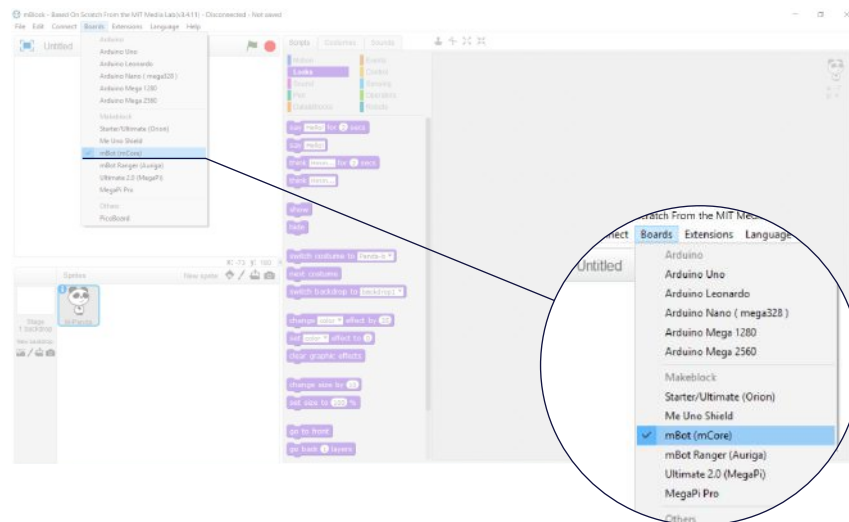 mBlock - Based On Scratch From the MIT Media Lab(v3.4.11) - Disconnected - Not saved
File Edit Connect Boards Extensions Language Help
Untitled
Arduino
Arduino Uno
Arduino Leonardo
Arduino Nano ( mega328 )
Arduino Mega 1280
Arduino Mega 2560
Makeblock
Starter/Ultimate (Orion)
Me Uno Shield
mBot (mCore)
mBot Ranger (Auriga)
Ultimate 2.0 (MegaPi)
MegaPi Pro
Others
PicoBoard
Scripts Costumes Sounds
Motion Events
Looks Control
Sound Sensing
Pen Operators
Data&Blocks Robots
say Hello! for 2 secs
say Hello!
think Hmm... for 2 secs
think Hmm...
show
hide
switch costume to Panda-b
next costume
switch backdrop to backdrop1
change color effect by 25
set color effect to 0
clear graphic effects
change size by 10
set size to 100 %
go to front
go back 1 layers
Sprites New sprite:
Stage
1 backdrop
New backdrop:
M-Panda
Scratch From the MIT
Boards Extensions Language
Untitled
Arduino
Arduino Uno
Arduino Leonardo
Arduino Nano ( mega328 )
Arduino Mega 1280
Arduino Mega 2560
Makeblock
Starter/Ultimate (Orion)
Me Uno Shield
mBot (mCore)
mBot Ranger (Auriga)
Ultimate 2.0 (MegaPi)
MegaPi Pro
Others